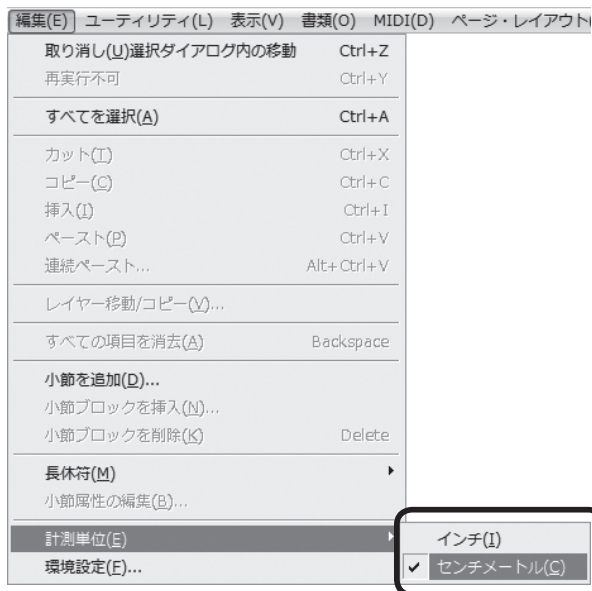 編集(E) ユーティリティ(L) 表示(V) 書類(O) MIDI(D) ページ・レイアウト(
取り消し(U)選択ダイアログ内の移動 Ctrl+Z
再実行不可 Ctrl+Y
すべてを選択(A) Ctrl+A
カット(T) Ctrl+X
コピー(C) Ctrl+C
挿入(I) Ctrl+I
ペースト(P) Ctrl+V
連続ペースト... Alt+Ctrl+V
レイヤー移動/コピー(V)...
すべての項目を消去(A) Backspace
小節を追加(D)...
小節ブロックを挿入(N)...
小節ブロックを削除(K) Delete
長休符(M)
小節属性の編集(B)...
計測単位(E) インチ(I)
環境設定(F)... センチメートル(C)